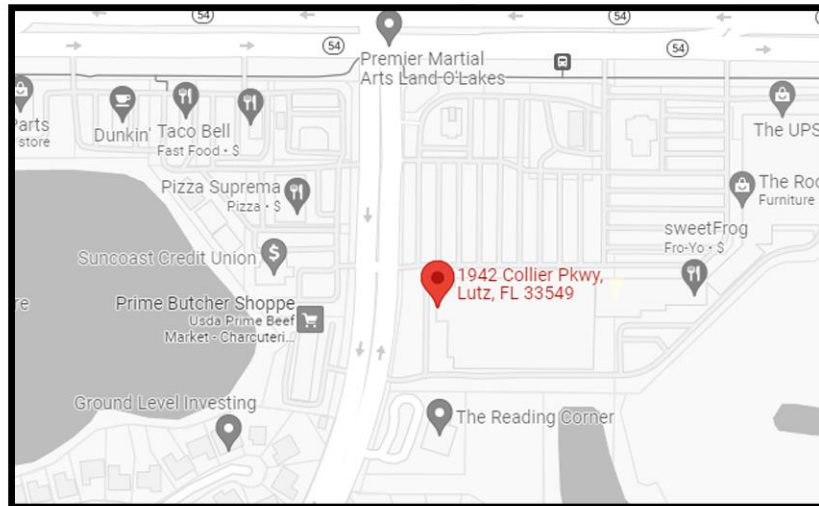 54
54
54
54
Premier Martial
Arts Land O'Lakes
Parts
store
Dunkin'
Taco Bell
Fast Food • $
The UPS
Pizza Suprema
Pizza • $
The Roo
Furniture
sweetFrog
Fro-Yo • $
Suncoast Credit Union
$
1942 Collier Pkwy,
Lutz, FL 33549
re
Prime Butcher Shoppe
Usda Prime Beef
Market - Charcuteri...
Ground Level Investing
The Reading Corner